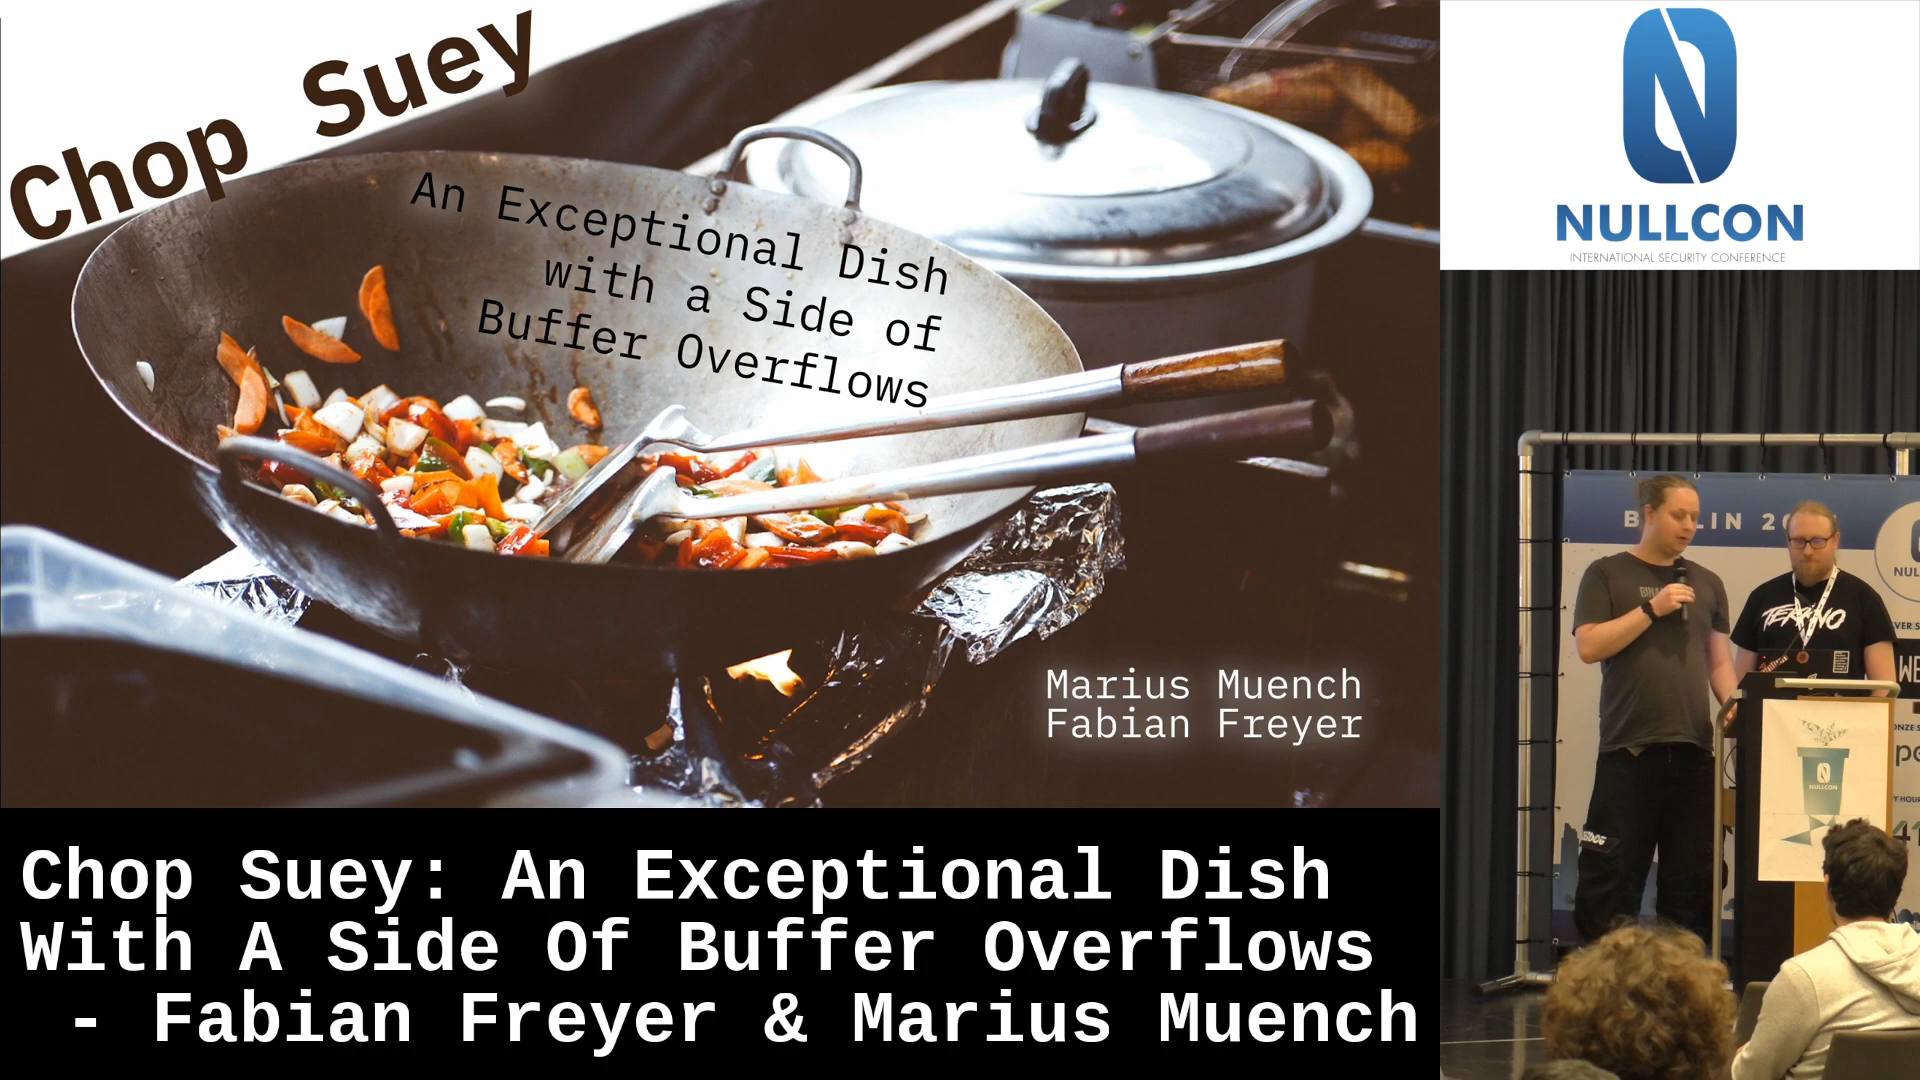 Chop Suey
An Exceptional Dish
with a Side of
Buffer Overflows
Marius Muench
Fabian Freyer
Chop Suey: An Exceptional Dish
With A Side Of Buffer Overflows
- Fabian Freyer & Marius Muench
NULLCON
INTERNATIONAL SECURITY CONFERENCE
NULLCON